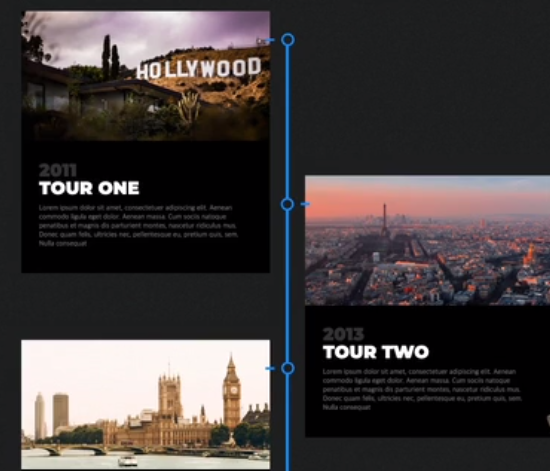 HOLLYWOOD
2011
TOUR ONE
Lorem ipsum dolor sit amet, consectetuer adipiscing elit. Aenean
commodo ligula eget dolor. Aenean massa. Cum sociis natoque
penatibus et magnis dis parturient montes, nascetur ridiculus mus.
Donec quam felis, ultricies nec, pellentesque eu, pretium quis, sem.
Nulla consequat
2013
TOUR TWO
Lorem ipsum dolor sit amet, consectetuer adipiscing elit. Aenean
commodo ligula eget dolor. Aenean massa. Cum sociis natoque
penatibus et magnis dis parturient montes, nascetur ridiculus mus.
Donec quam felis, ultricies nec, pellentesque eu, pretium quis, sem.
Nulla consequat